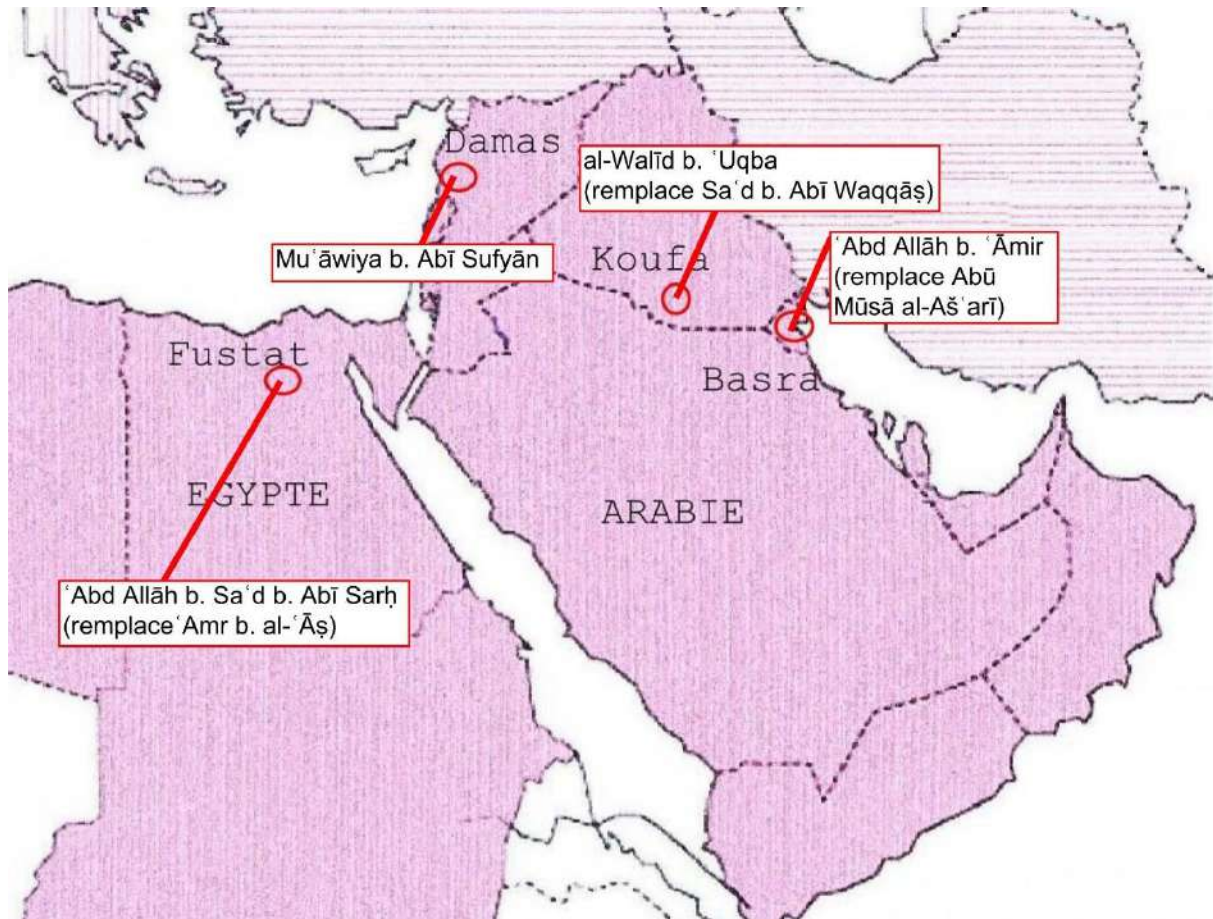 Damas
al-Walīd b. ʿUqba
(remplace Saʿd b. Abī Waqqāṣ)
Muʿāwiya b. Abī Sufyān
Koufa
ʿAbd Allāh b. ʿĀmir
(remplace Abū
Mūsā al-Ašʿarī)
Fustat
Basra
EGYPTE
ARABIE
ʿAbd Allāh b. Saʿd b. Abī Sarḥ
(remplaceʿAmr b. al-ʿĀṣ)